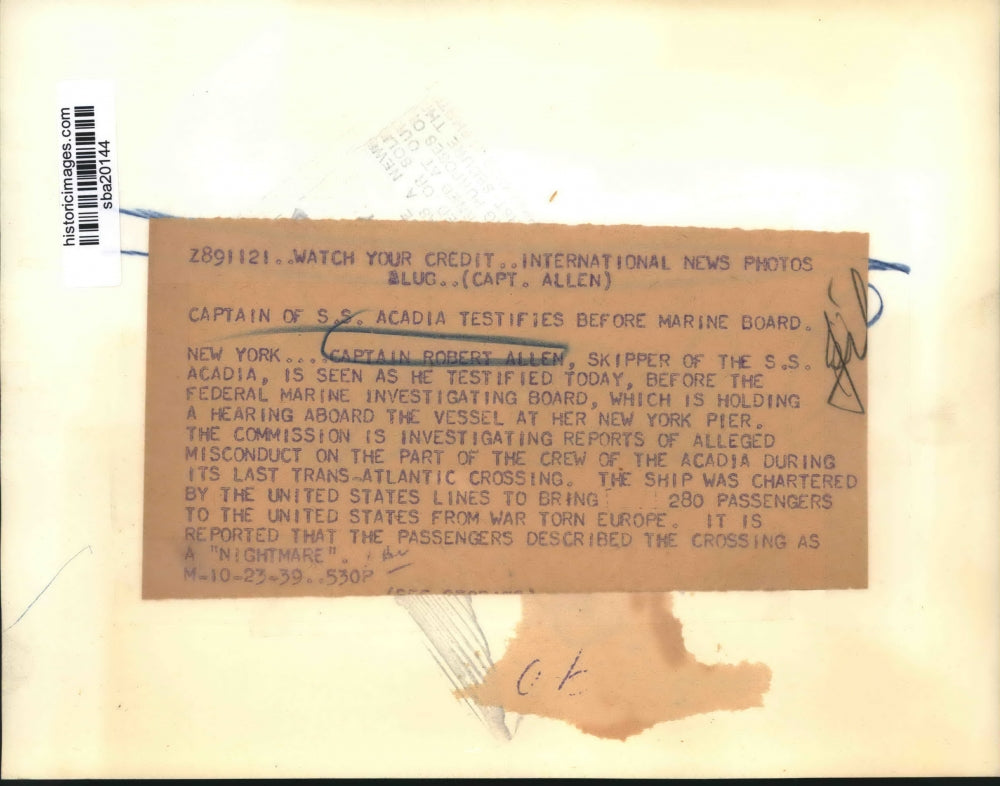 historicimages.com
sba20144
A NEW
Z891121..WATCH YOUR CREDIT..INTERNATIONAL NEWS PHOTOS
SLUG..(CAPT. ALLEN)
CAPTAIN OF S.S. ACADIA TESTIFIES BEFORE MARINE BOARD.
NEW YORK....CAPTAIN ROBERT ALLEN, SKIPPER OF THE S.S.
ACADIA, IS SEEN AS HE TESTIFIED TODAY, BEFORE THE
FEDERAL MARINE INVESTIGATING BOARD, WHICH IS HOLDING
A HEARING ABOARD THE VESSEL AT HER NEW YORK PIER.
THE COMMISSION IS INVESTIGATING REPORTS OF ALLEGED
MISCONDUCT ON THE PART OF THE CREW OF THE ACADIA DURING
ITS LAST TRANS-ATLANTIC CROSSING. THE SHIP WAS CHARTERED
BY THE UNITED STATES LINES TO BRING 280 PASSENGERS
TO THE UNITED STATES FROM WAR TORN EUROPE. IT IS
REPORTED THAT THE PASSENGERS DESCRIBED THE CROSSING AS
A "NIGHTMARE".
M-10-23-39..530P